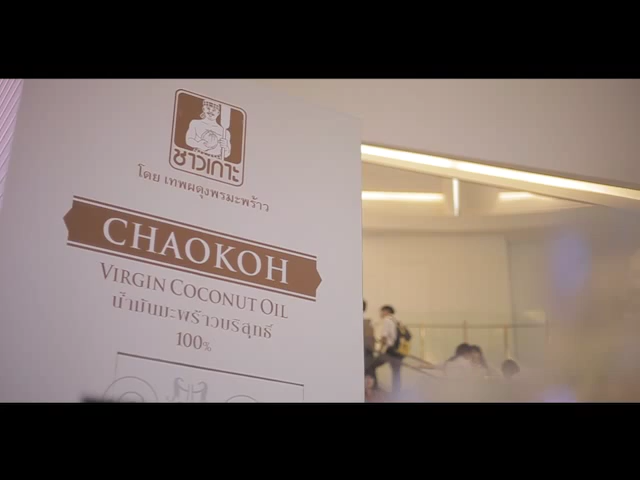 ชาวเกาะ
โดย เทพผดุงพรมะพร้าว
CHAOKOH
VIRGIN COCONUT OIL
น้ำมันมะพร้าวบริสุทธิ์
100%